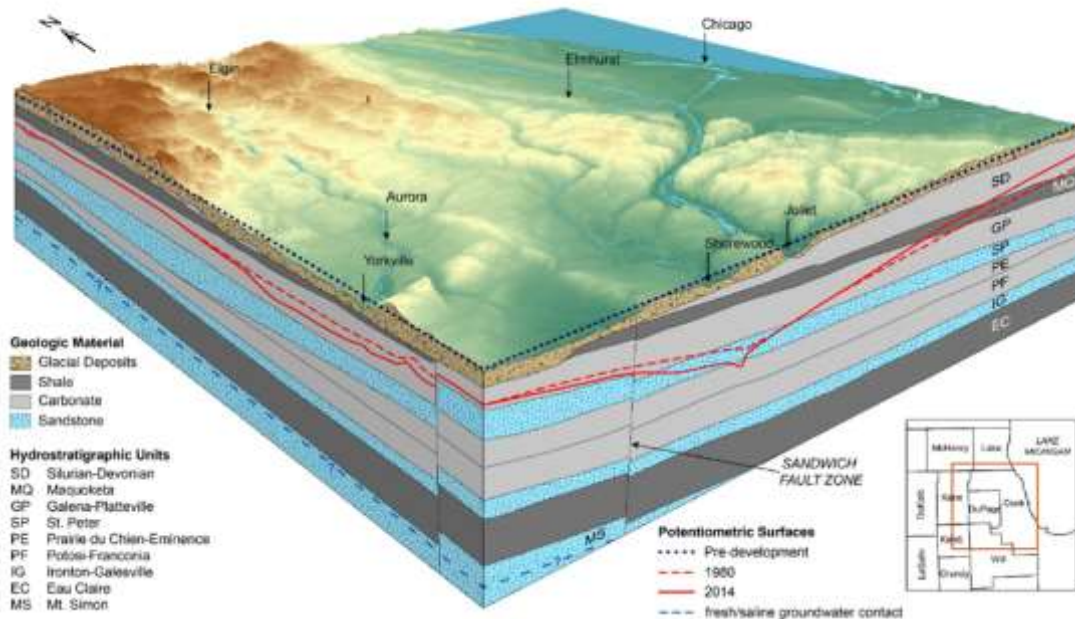 N
Chicago
Elmhurst
Elgin
Aurora
Yorkville
Joliet
Shorewood
SD
MQ
GP
SP
PE
PF
IG
EC
MS
SANDWICH
FAULT ZONE
Geologic Material
Glacial Deposits
Shale
Carbonate
Sandstone
Hydrostratigraphic Units
SD Silurian-Devonian
MQ Maquoketa
GP Galena-Platteville
SP St. Peter
PE Prairie du Chien-Eminence
PF Potosi-Franconia
IG Ironton-Galesville
EC Eau Claire
MS Mt. Simon
Potentiometric Surfaces
Pre-development
1980
2014
fresh/saline groundwater contact
McHenry
Lake
LAKE
MICHIGAN
DeKalb
Kane
DuPage
Cook
Kendall
Will
LaSalle
Grundy